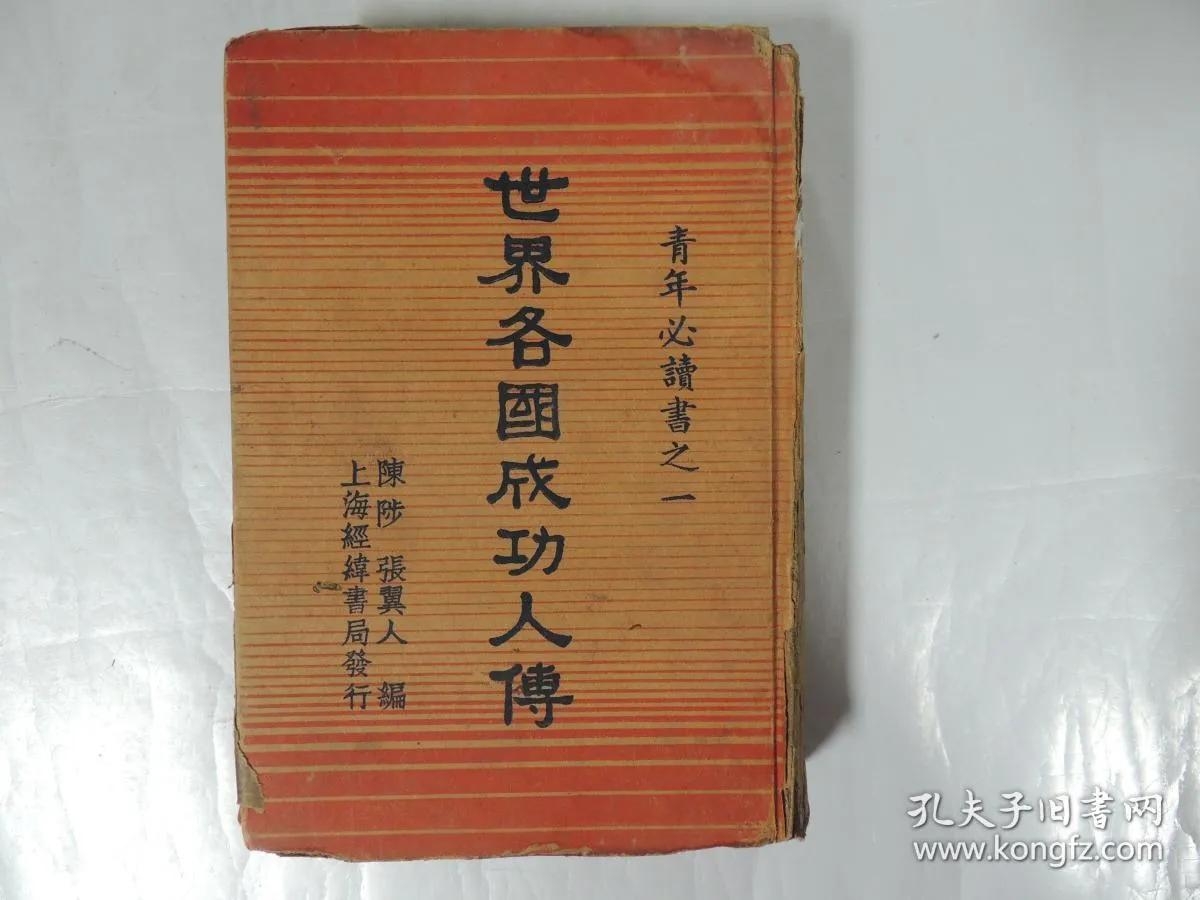 青年必讀書之一
世界各國成功人傳
陳陟 張翼人 編
上海經緯書局發行
孔夫子旧书网
www.kongfz.com